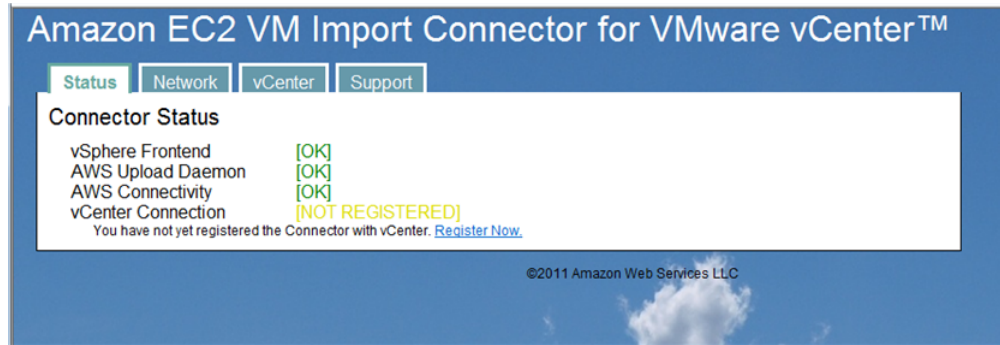 Amazon EC2 VM Import Connector for VMware vCenter™
Status Network vCenter Support
Connector Status
vSphere Frontend [OK]
AWS Upload Daemon [OK]
AWS Connectivity [OK]
vCenter Connection [NOT REGISTERED]
You have not yet registered the Connector with vCenter. Register Now.
©2011 Amazon Web Services LLC